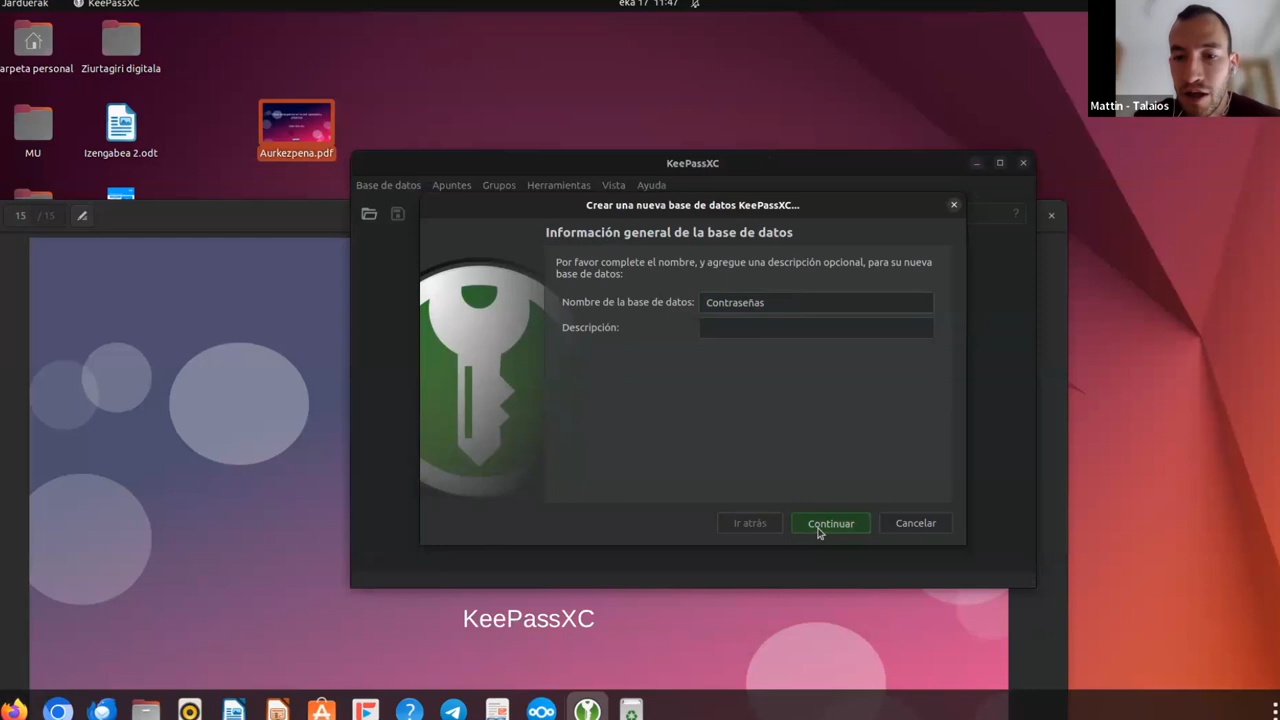 Jarduerak
KeePassXC
eka 17 11:47
arpeta personal
Ziurtagiri digitala
MU
Izengabea 2.odt
Aurkezpena.pdf
Mattin - Talaios
KeePassXC
Base de datos Apuntes Grupos Herramientas Vista Ayuda
Crear una nueva base de datos KeePassXC...
Información general de la base de datos
Por favor complete el nombre, y agregue una descripción opcional, para su nueva
base de datos:
Nombre de la base de datos: Contraseñas
Descripción:
Ir atrás Continuar Cancelar
15 / 15
?
KeePassXC